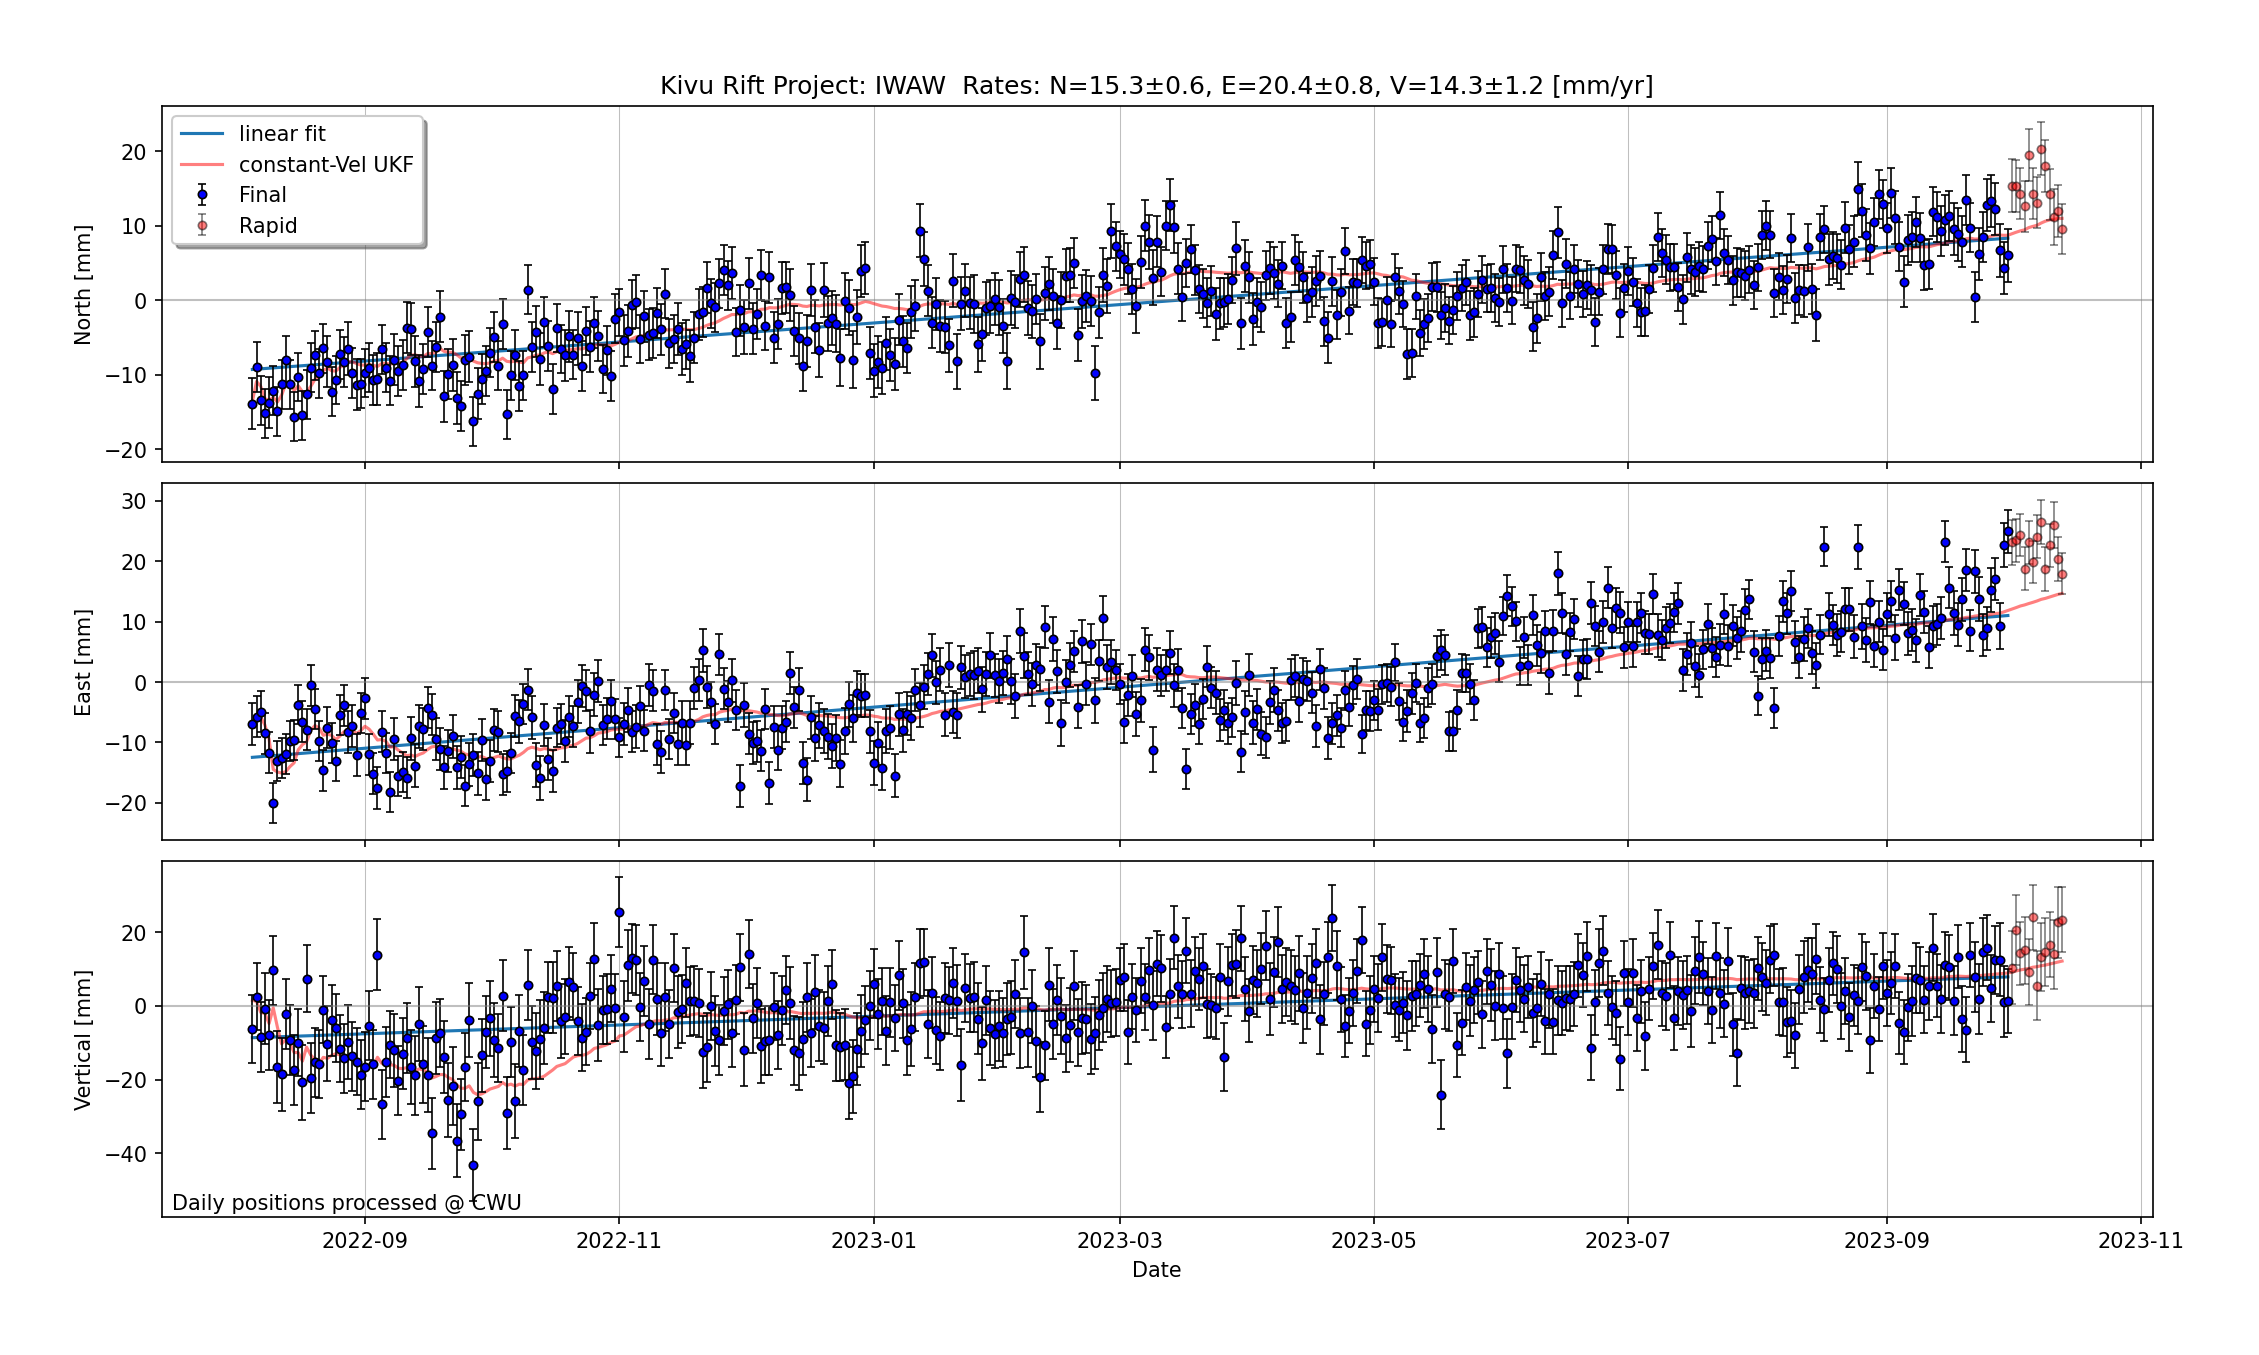 Kivu Rift Project: IWAW  Rates: N=15.3±0.6, E=20.4±0.8, V=14.3±1.2 [mm/yr]
linear fit
constant-Vel UKF
Final
Rapid
North [mm]
20
10
0
−10
−20
East [mm]
30
20
10
0
−10
−20
Vertical [mm]
20
0
−20
−40
Daily positions processed @ CWU
2022-09 2022-11 2023-01 2023-03 2023-05 2023-07 2023-09 2023-11
Date